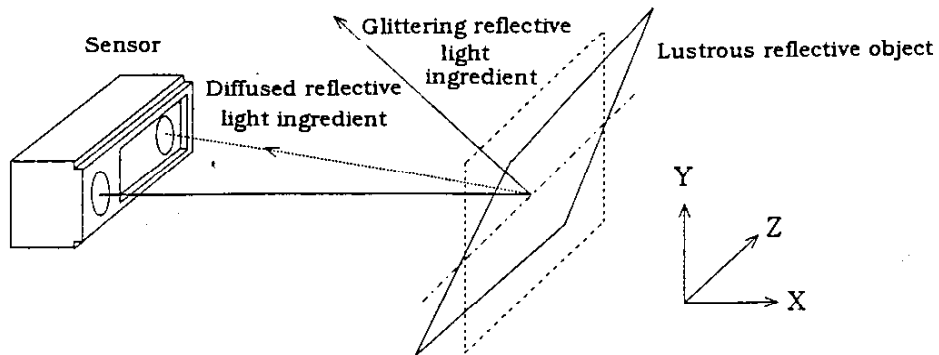 Sensor
Glittering reflective
light
ingredient
Lustrous reflective object
Diffused reflective
light ingredient
Y
Z
X